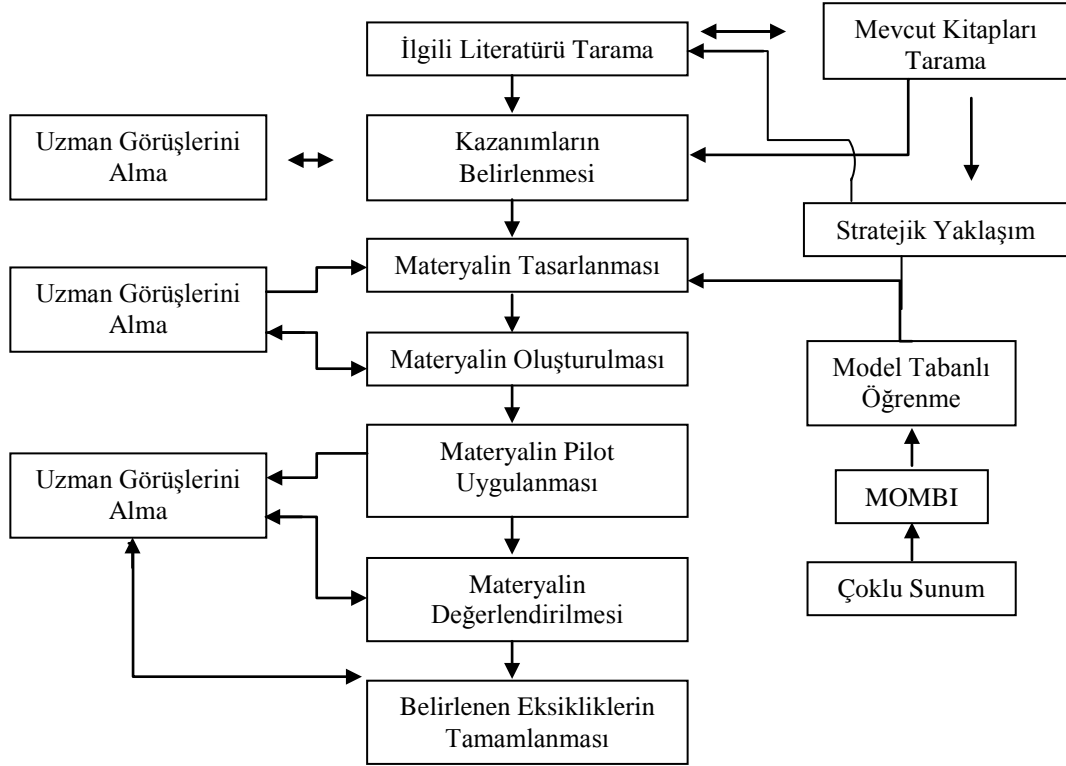 İlgili Literatürü Tarama
Mevcut Kitapları
Tarama
Uzman Görüşlerini
Alma
Kazanımların
Belirlenmesi
Stratejik Yaklaşım
Materyalin Tasarlanması
Uzman Görüşlerini
Alma
Materyalin Oluşturulması
Model Tabanlı
Öğrenme
Materyalin Pilot
Uygulanması
Uzman Görüşlerini
Alma
MOMBI
Materyalin
Değerlendirilmesi
Çoklu Sunum
Belirlenen Eksikliklerin
Tamamlanması